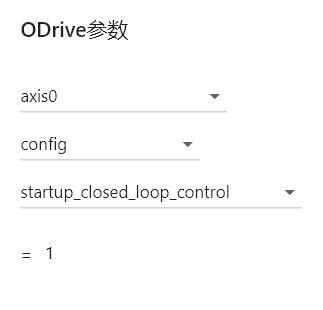 ODrive参数
axis0
config
startup_closed_loop_control
= 1